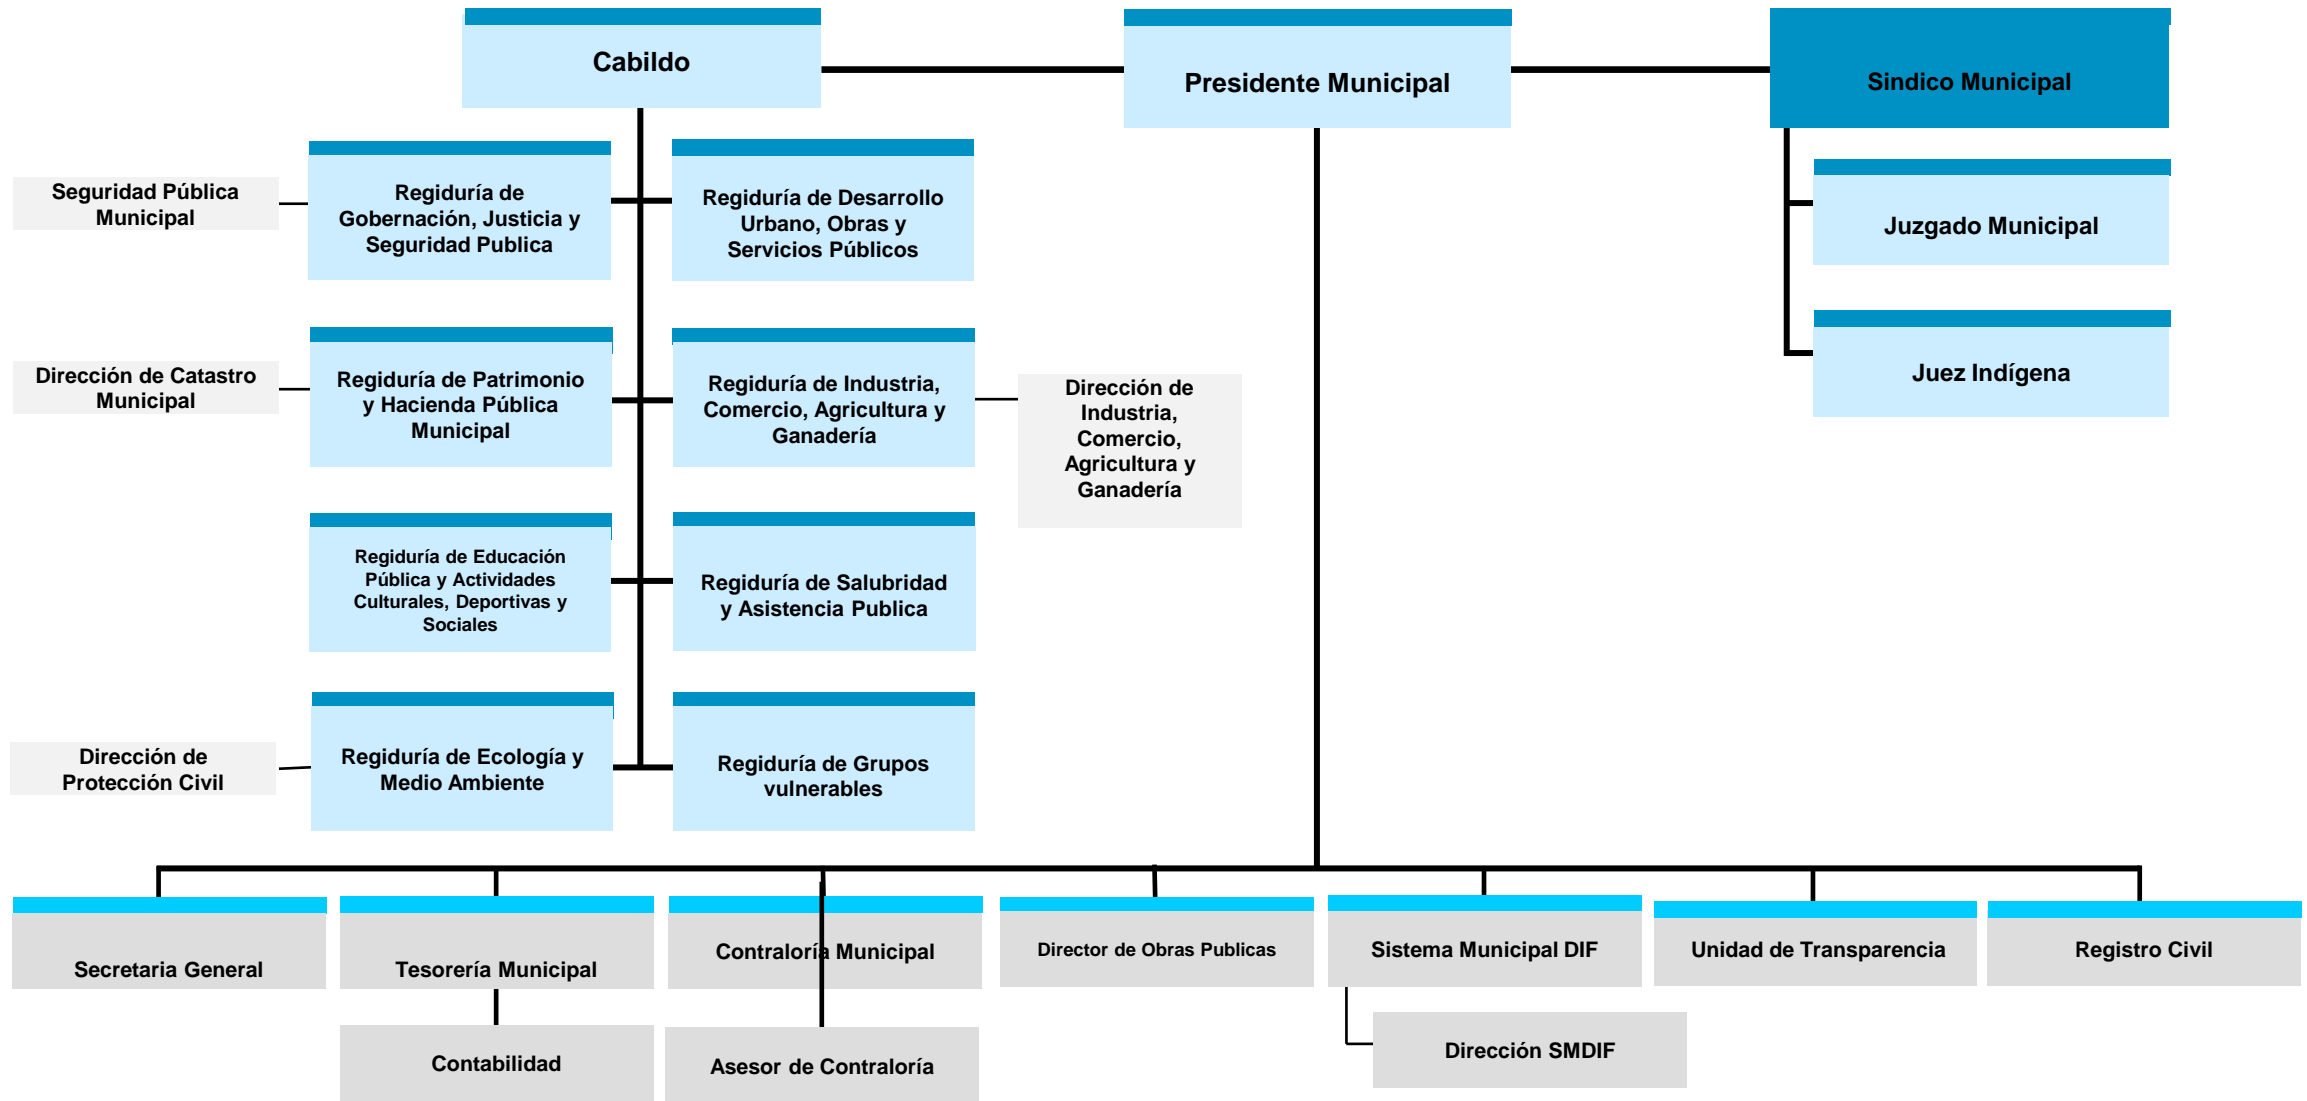 Cabildo
Presidente Municipal
Sindico Municipal
Seguridad Pública
Municipal
Regiduría de
Gobernación, Justicia y
Seguridad Publica
Regiduría de Desarrollo
Urbano, Obras y
Servicios Públicos
Juzgado Municipal
Dirección de Catastro
Municipal
Regiduría de Patrimonio
y Hacienda Pública
Municipal
Regiduría de Industria,
Comercio, Agricultura y
Ganadería
Dirección de
Industria,
Comercio,
Agricultura y
Ganadería
Juez Indígena
Regiduría de Educación
Pública y Actividades
Culturales, Deportivas y
Sociales
Regiduría de Salubridad
y Asistencia Publica
Dirección de
Protección Civil
Regiduría de Ecología y
Medio Ambiente
Regiduría de Grupos
vulnerables
Secretaria General
Tesorería Municipal
Contraloría Municipal
Director de Obras Publicas
Sistema Municipal DIF
Unidad de Transparencia
Registro Civil
Contabilidad
Asesor de Contraloría
Dirección SMDIF